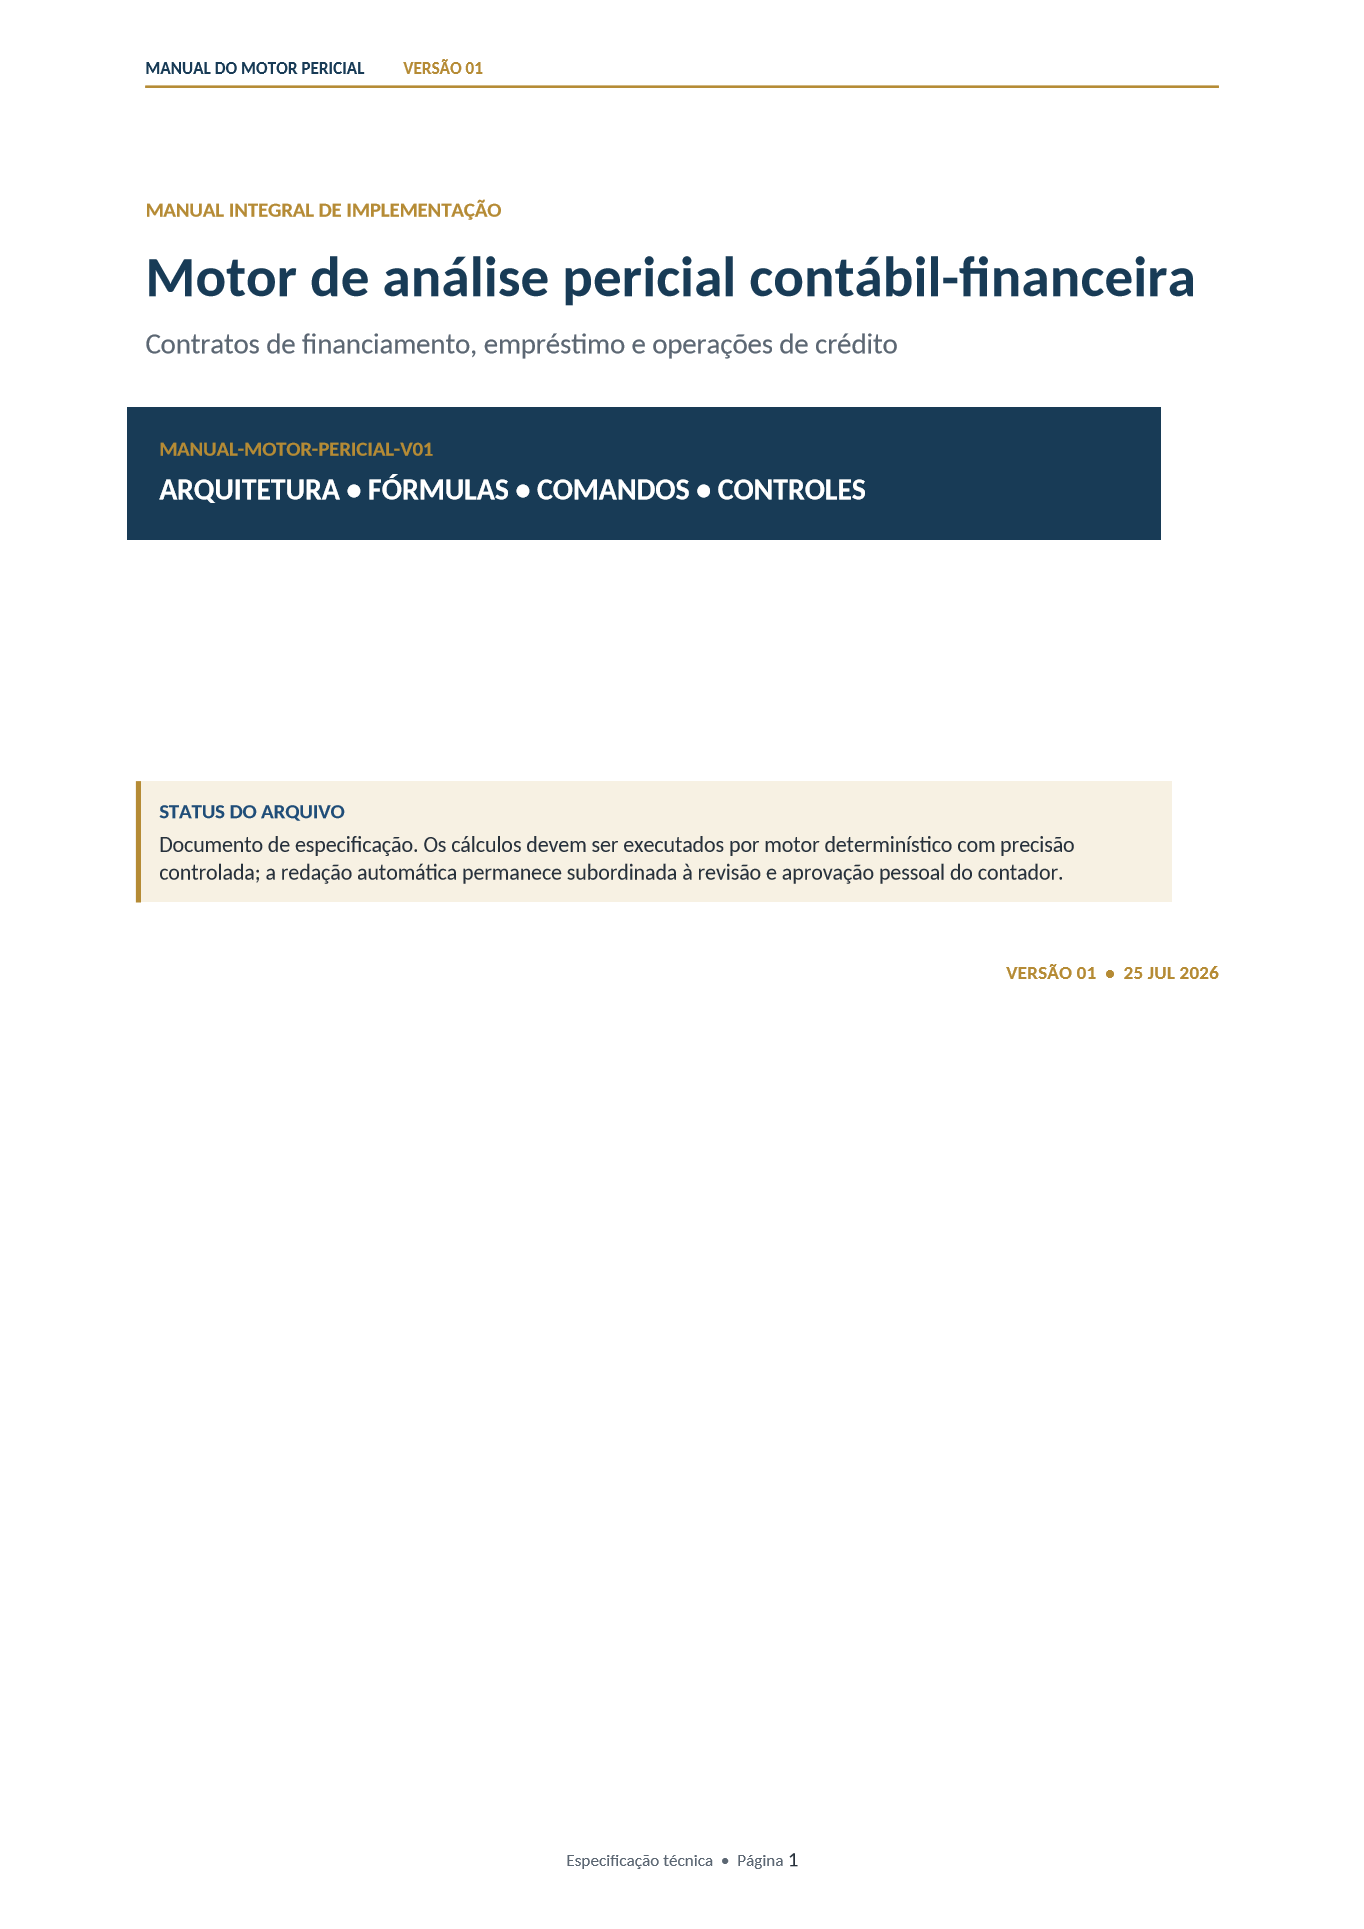 MANUAL DO MOTOR PERICIAL VERSÃO 01
MANUAL INTEGRAL DE IMPLEMENTAÇÃO
Motor de análise pericial contábil-financeira
Contratos de financiamento, empréstimo e operações de crédito
MANUAL-MOTOR-PERICIAL-V01
ARQUITETURA ● FÓRMULAS ● COMANDOS ● CONTROLES
STATUS DO ARQUIVO
Documento de especificação. Os cálculos devem ser executados por motor determinístico com precisão
controlada; a redação automática permanece subordinada à revisão e aprovação pessoal do contador.
VERSÃO 01 ● 25 JUL 2026
Especificação técnica ● Página 1